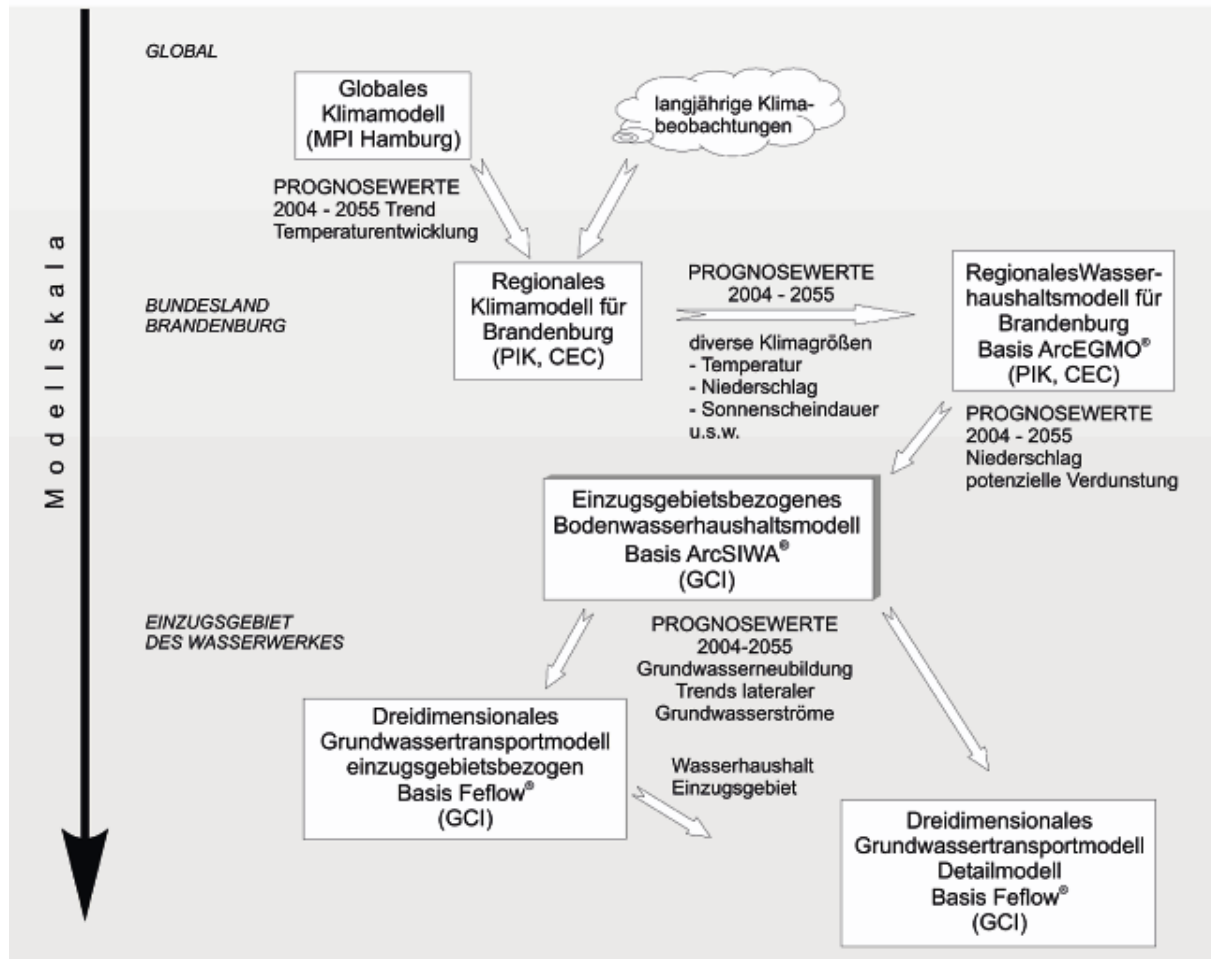 Modellskala
GLOBAL
Globales
Klimamodell
(MPI Hamburg)
langjährige Klima-
beobachtungen
PROGNOSEWERTE
2004 - 2055 Trend
Temperaturentwicklung
BUNDESLAND
BRANDENBURG
Regionales
Klimamodell für
Brandenburg
(PIK, CEC)
PROGNOSEWERTE
2004 - 2055
diverse Klimagrößen
- Temperatur
- Niederschlag
- Sonnenscheindauer
u.s.w.
RegionalesWasser-
haushaltsmodell für
Brandenburg
Basis ArcEGMO®
(PIK, CEC)
PROGNOSEWERTE
2004 - 2055
Niederschlag
potenzielle Verdunstung
Einzugsgebietsbezogenes
Bodenwasserhaushaltsmodell
Basis ArcSIWA®
(GCI)
EINZUGSGEBIET
DES WASSERWERKES
PROGNOSEWERTE
2004-2055
Grundwasserneubildung
Trends lateraler
Grundwasserströme
Dreidimensionales
Grundwassertransportmodell
einzugsgebietsbezogen
Basis Feflow®
(GCI)
Wasserhaushalt
Einzugsgebiet
Dreidimensionales
Grundwassertransportmodell
Detailmodell
Basis Feflow®
(GCI)